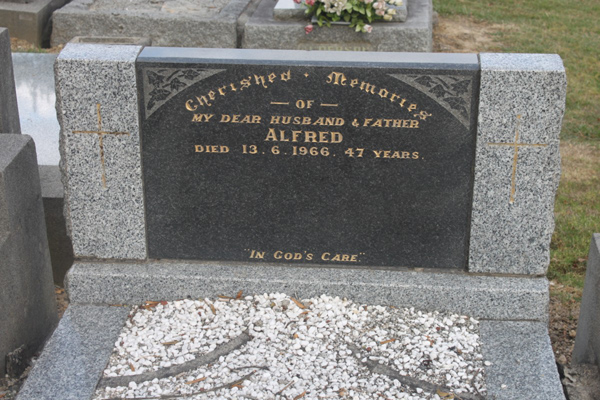 Cherished Memories
OF
MY DEAR HUSBAND & FATHER
ALFRED
DIED 13.6.1966, 47 YEARS.
"IN GOD'S CARE."